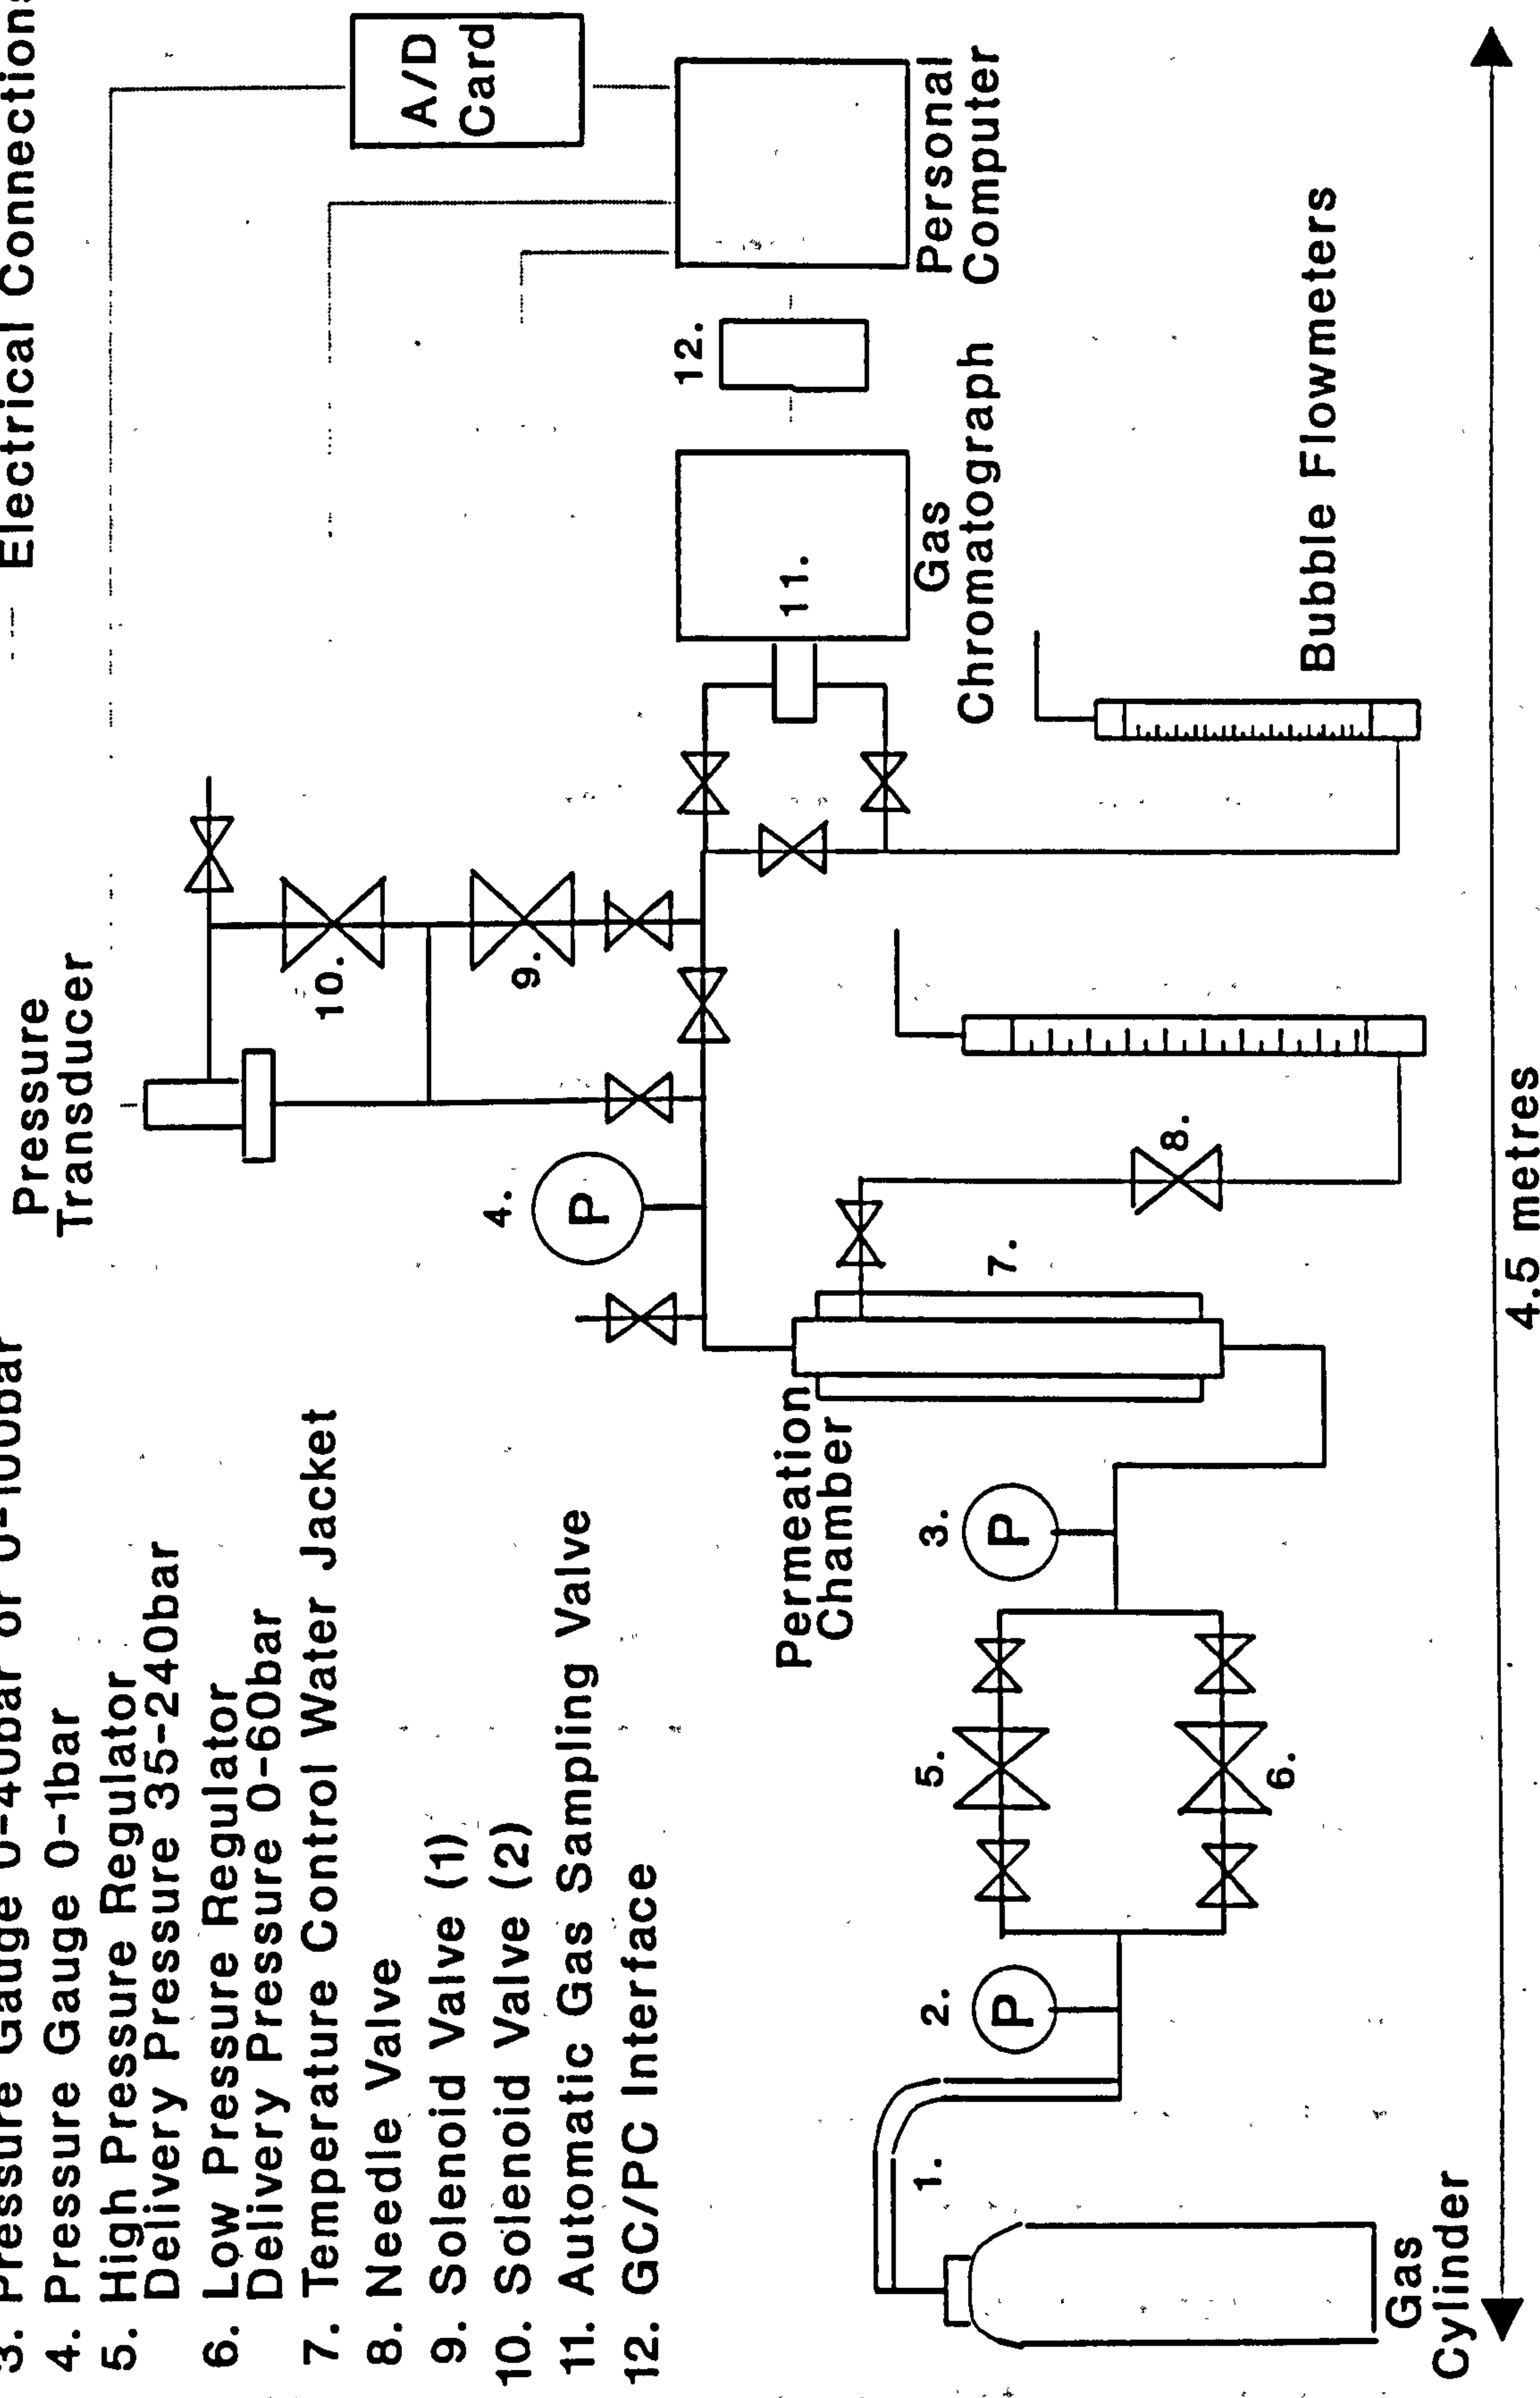 3. Pressure Gauge 0-40bar or 0-100bar
4. Pressure Gauge 0-1bar
5. High Pressure Regulator
Delivery Pressure 35-240bar
6. Low Pressure Regulator
Delivery Pressure 0-60bar
7. Temperature Control Water Jacket
8. Needle Valve
9. Solenoid Valve (1)
10. Solenoid Valve (2)
11. Automatic Gas Sampling Valve
12. GC/PC Interface
Electrical Connections
Pressure
Transducer
A/D
Card
10.
9.
4.
P
12.
11.
Personal
Computer
Gas
Chromatograph
Permeation
Chamber
7.
8.
3.
P
5.
6.
2.
P
1.
Bubble Flowmeters
Gas
Cylinder
4.5 metres